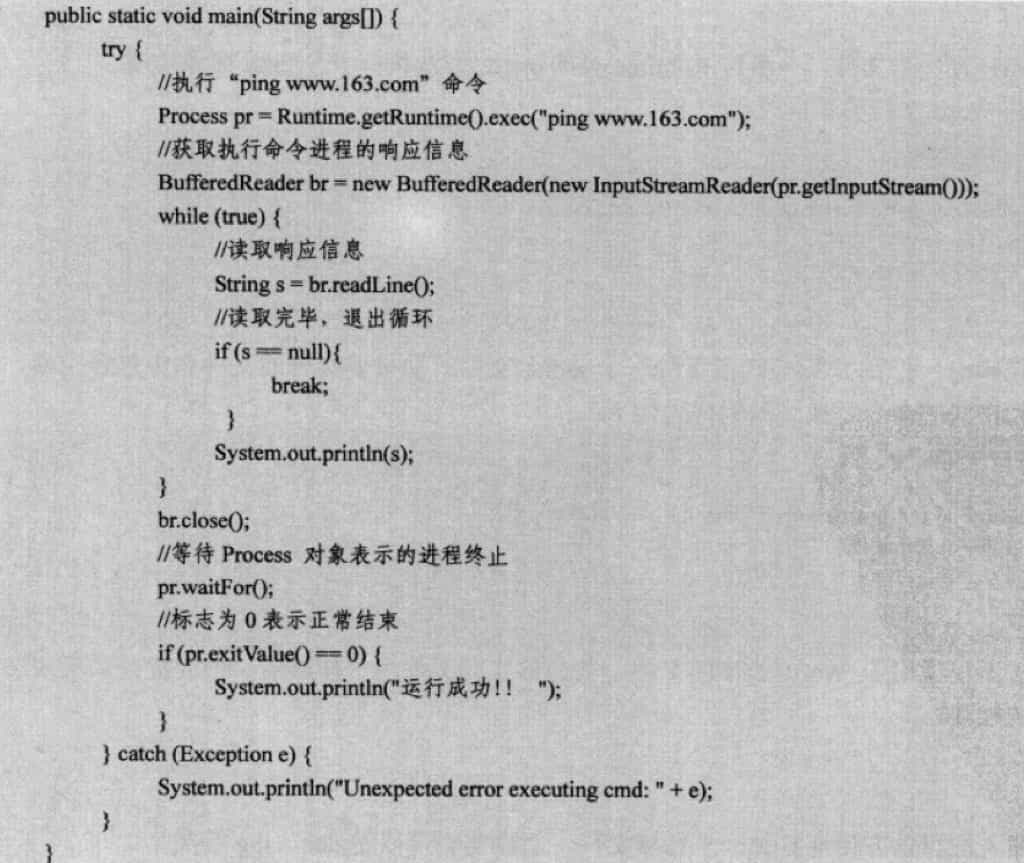 public static void main(String args[]) {
try {
//执行 “ping www.163.com” 命令
Process pr = Runtime.getRuntime().exec("ping www.163.com");
//获取执行命令进程的响应信息
BufferedReader br = new BufferedReader(new InputStreamReader(pr.getInputStream()));
while (true) {
//读取响应信息
String s = br.readLine();
//读取完毕，退出循环
if (s == null){
break;
}
System.out.println(s);
}
br.close();
//等待 Process 对象表示的进程终止
pr.waitFor();
//标志为 0 表示正常结束
if (pr.exitValue() == 0) {
System.out.println("运行成功!! ");
}
} catch (Exception e) {
System.out.println("Unexpected error executing cmd: " + e);
}
}